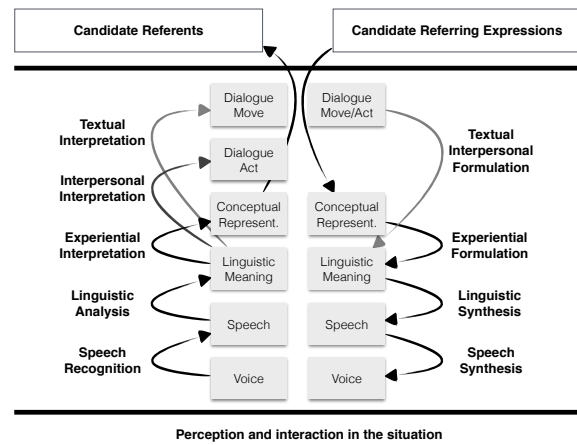 Candidate Referents
Candidate Referring Expressions
Dialogue
Move
Dialogue
Move/Act
Textual
Interpretation
Textual
Interpersonal
Formulation
Dialogue
Act
Interpersonal
Interpretation
Conceptual
Represent.
Conceptual
Represent.
Experiential
Interpretation
Experiential
Formulation
Linguistic
Meaning
Linguistic
Meaning
Linguistic
Analysis
Linguistic
Synthesis
Speech
Speech
Speech
Recognition
Speech
Synthesis
Voice
Voice
Perception and interaction in the situation